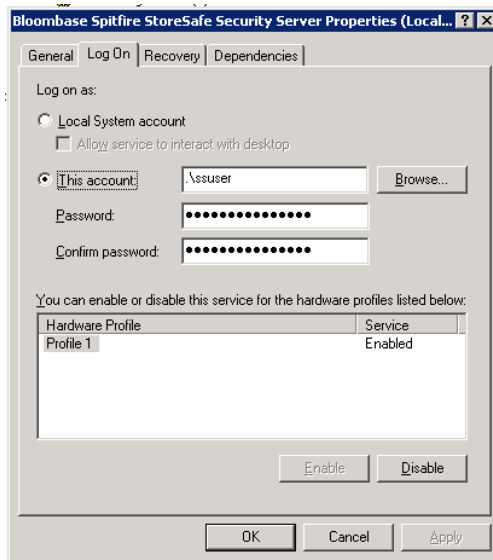 Bloombase Spitfire StoreSafe Security Server Properties (Local...
General Log On Recovery Dependencies
Log on as:
Local System account
Allow service to interact with desktop
This account: .\ssuser Browse...
Password: ●●●●●●●●●●●●●●●
Confirm password: ●●●●●●●●●●●●●●●
You can enable or disable this service for the hardware profiles listed below:
Hardware Profile Service
Profile 1 Enabled
Enable Disable
OK Cancel Apply